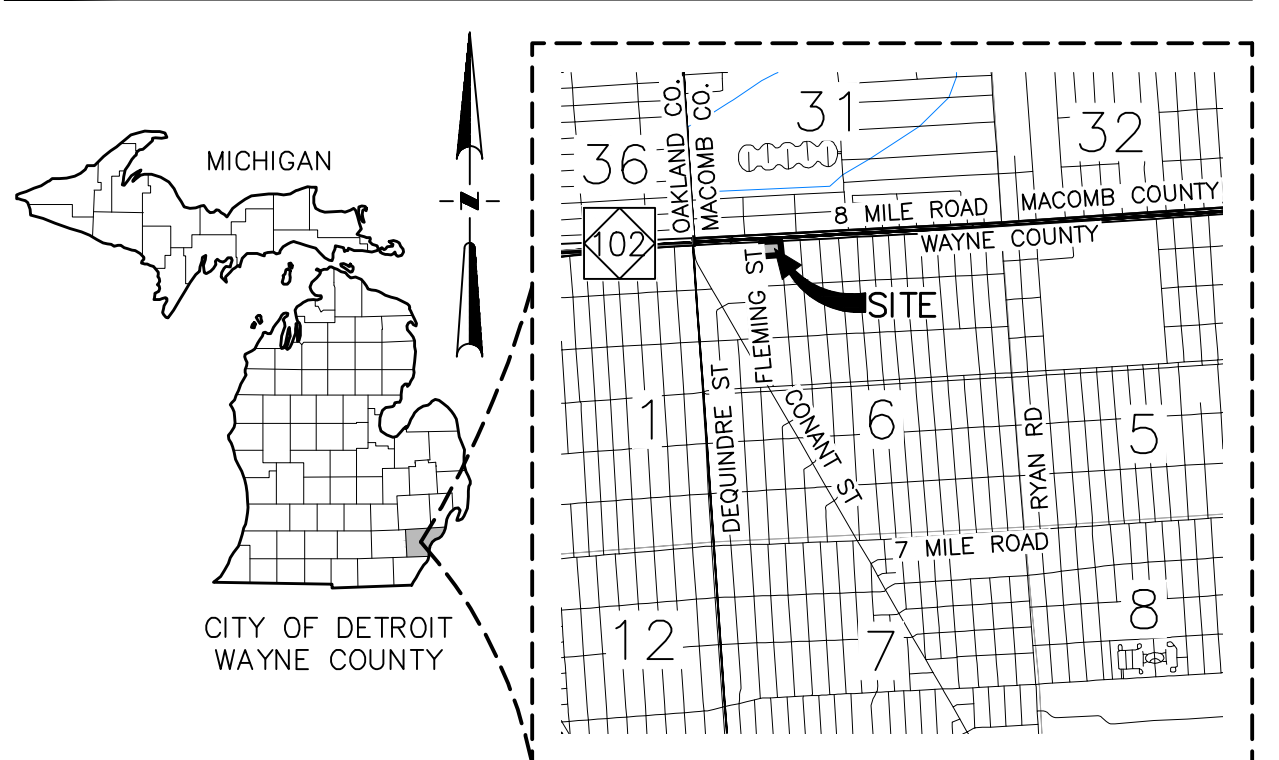 MICHIGAN
N
CITY OF DETROIT
WAYNE COUNTY
OAKLAND CO.
MACOMB CO.
31
32
36
MACOMB COUNTY
8 MILE ROAD
102
WAYNE COUNTY
FLEMING ST
SITE
1
DEQUINDRE ST
CONANT ST
6
RYAN RD
5
7 MILE ROAD
12
7
8